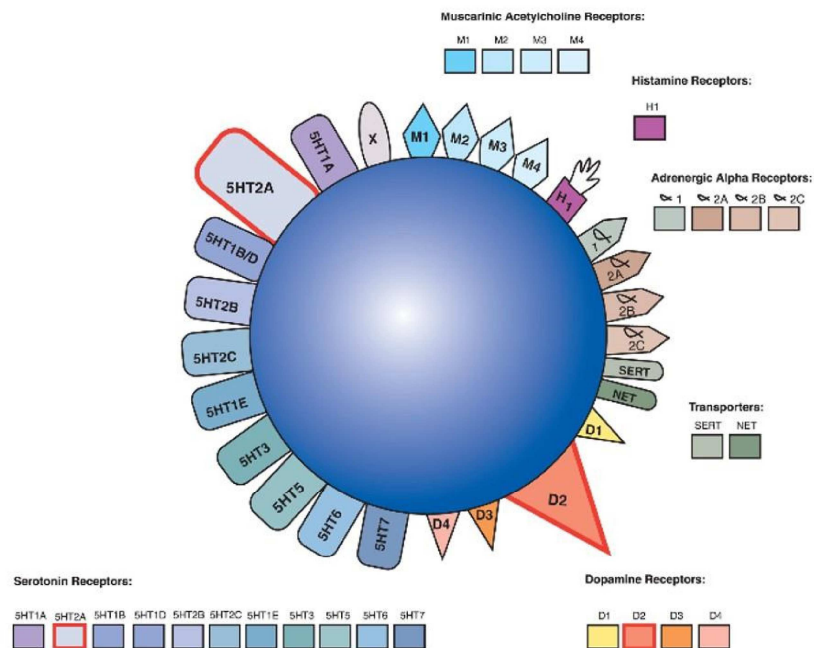 Muscarinic Acetylcholine Receptors:
M1 M2 M3 M4
Histamine Receptors:
H1
Adrenergic Alpha Receptors:
α 1 α 2A α 2B α 2C
Transporters:
SERT NET
X
M1
M2
M3
M4
H1
α
1
α
2A
α
2B
α
2C
SERT
NET
D1
D2
D3
D4
5HT7
5HT6
5HT5
5HT3
5HT1E
5HT2C
5HT2B
5HT1B/D
5HT2A
5HT1A
Serotonin Receptors:
5HT1A 5HT2A 5HT1B 5HT1D 5HT2B 5HT2C 5HT1E 5HT3 5HT5 5HT6 5HT7
Dopamine Receptors:
D1 D2 D3 D4